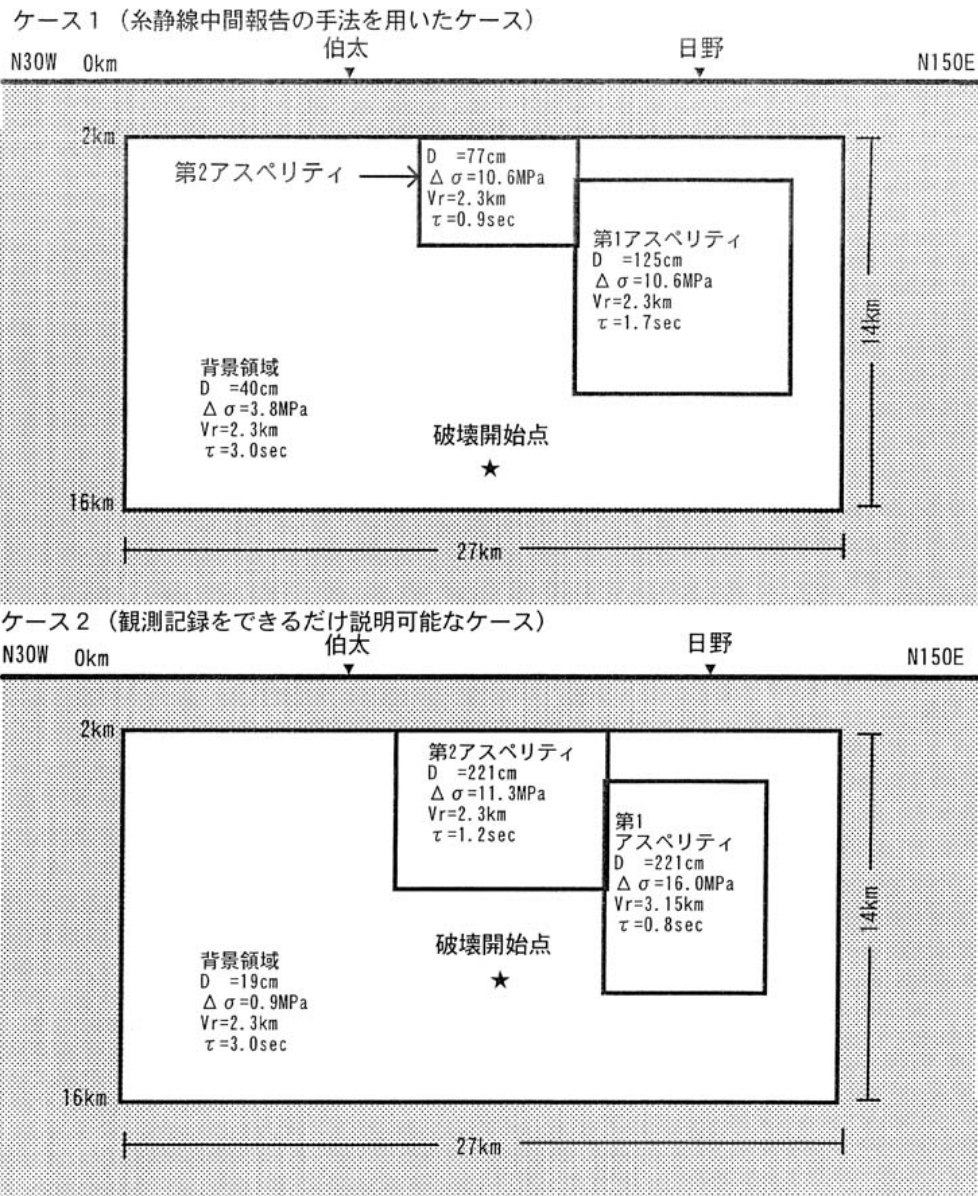 ケース1（糸静線中間報告の手法を用いたケース）
伯太
日野
N30W 0km
N150E
2km
第2アスペリティ
D =77cm
Δσ=10.6MPa
Vr=2.3km
τ=0.9sec
第1アスペリティ
D =125cm
Δσ=10.6MPa
Vr=2.3km
τ=1.7sec
14km
背景領域
D =40cm
Δσ=3.8MPa
Vr=2.3km
τ=3.0sec
破壊開始点
★
16km
27km
ケース2（観測記録をできるだけ説明可能なケース）
伯太
日野
N30W 0km
N150E
2km
第2アスペリティ
D =221cm
Δσ=11.3MPa
Vr=2.3km
τ=1.2sec
第1
アスペリティ
D =221cm
Δσ=16.0MPa
Vr=3.15km
τ=0.8sec
14km
破壊開始点
★
背景領域
D =19cm
Δσ=0.9MPa
Vr=2.3km
τ=3.0sec
16km
27km